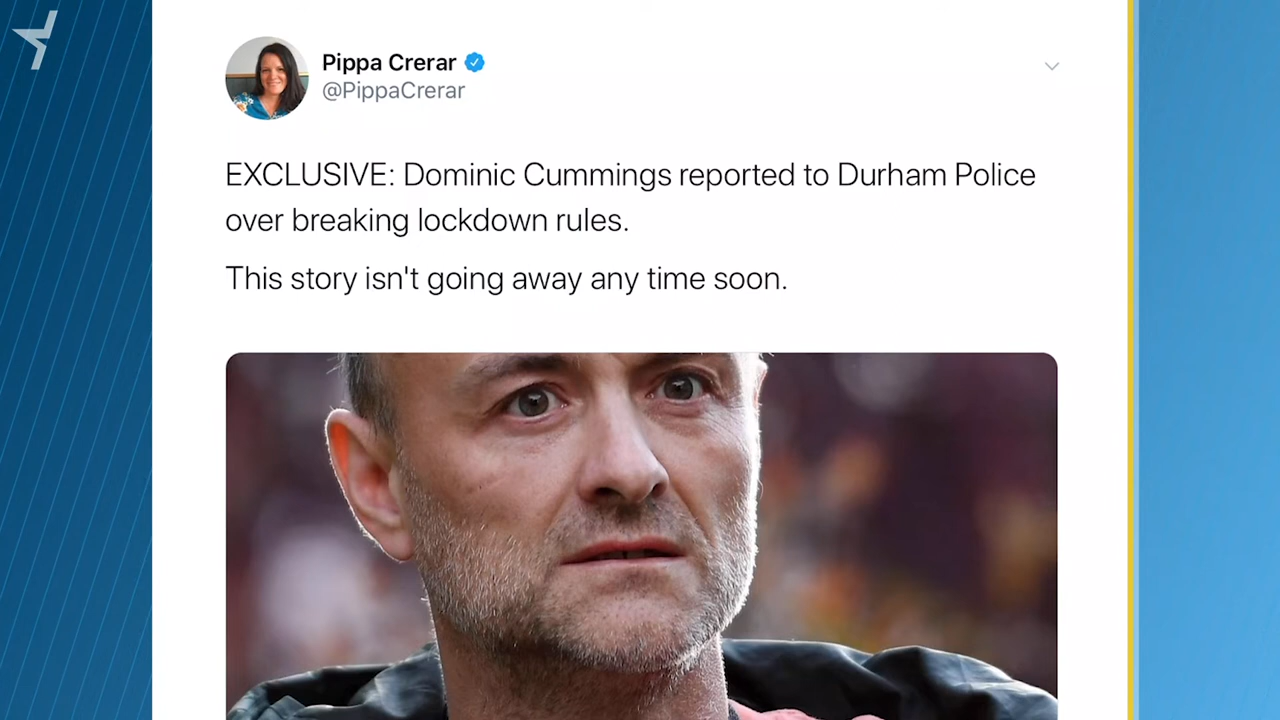 Pippa Crerar
@PippaCrerar
EXCLUSIVE: Dominic Cummings reported to Durham Police
over breaking lockdown rules.
This story isn't going away any time soon.